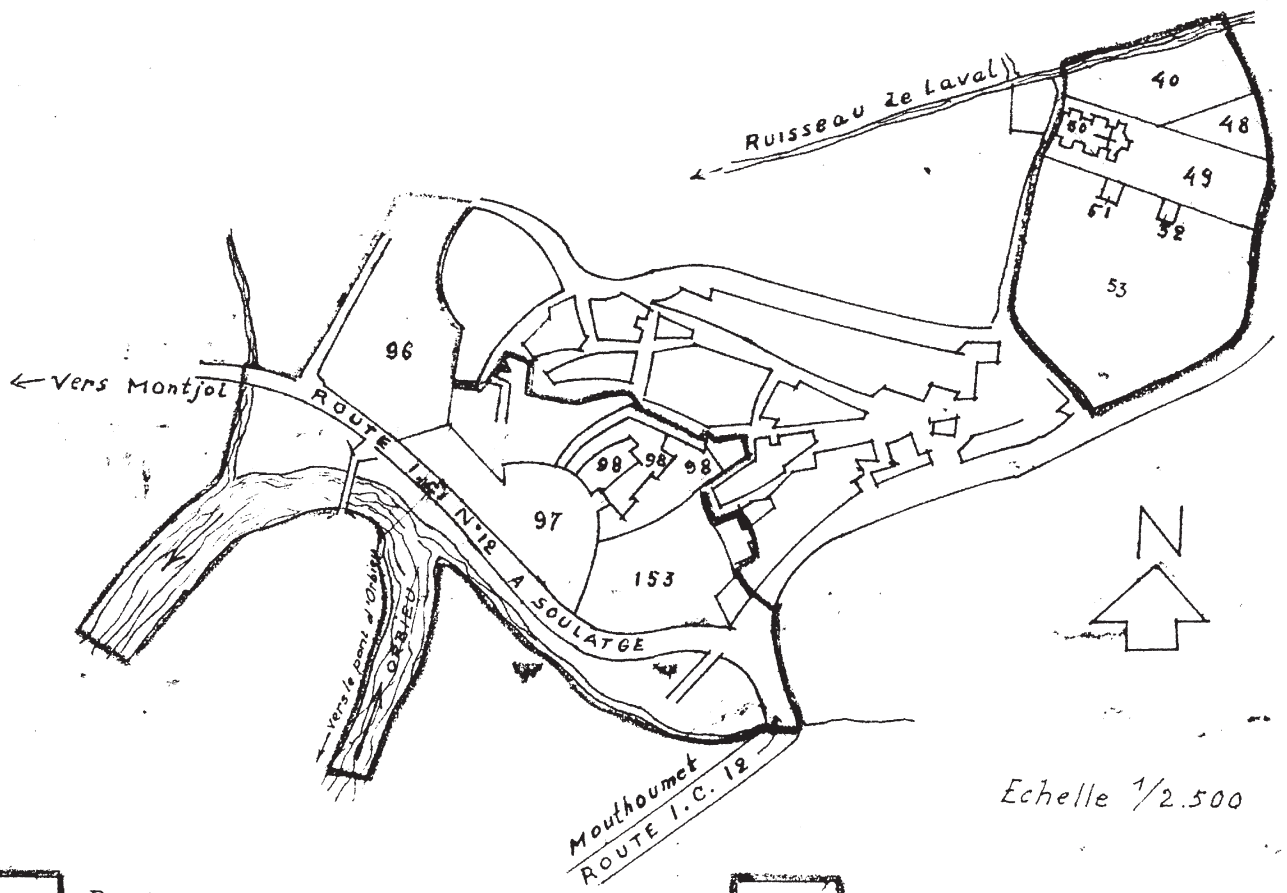 Ruisseau de Laval
40
48
50
49
51
52
53
96
← Vers Montjol
ROUTE I.C. N° 12 A SOULATGE
98
98
98
97
153
N
vers le pont d'Orbieu
ORBIEU
Mouthoumet
ROUTE I.C. 12
Echelle 1/2.500